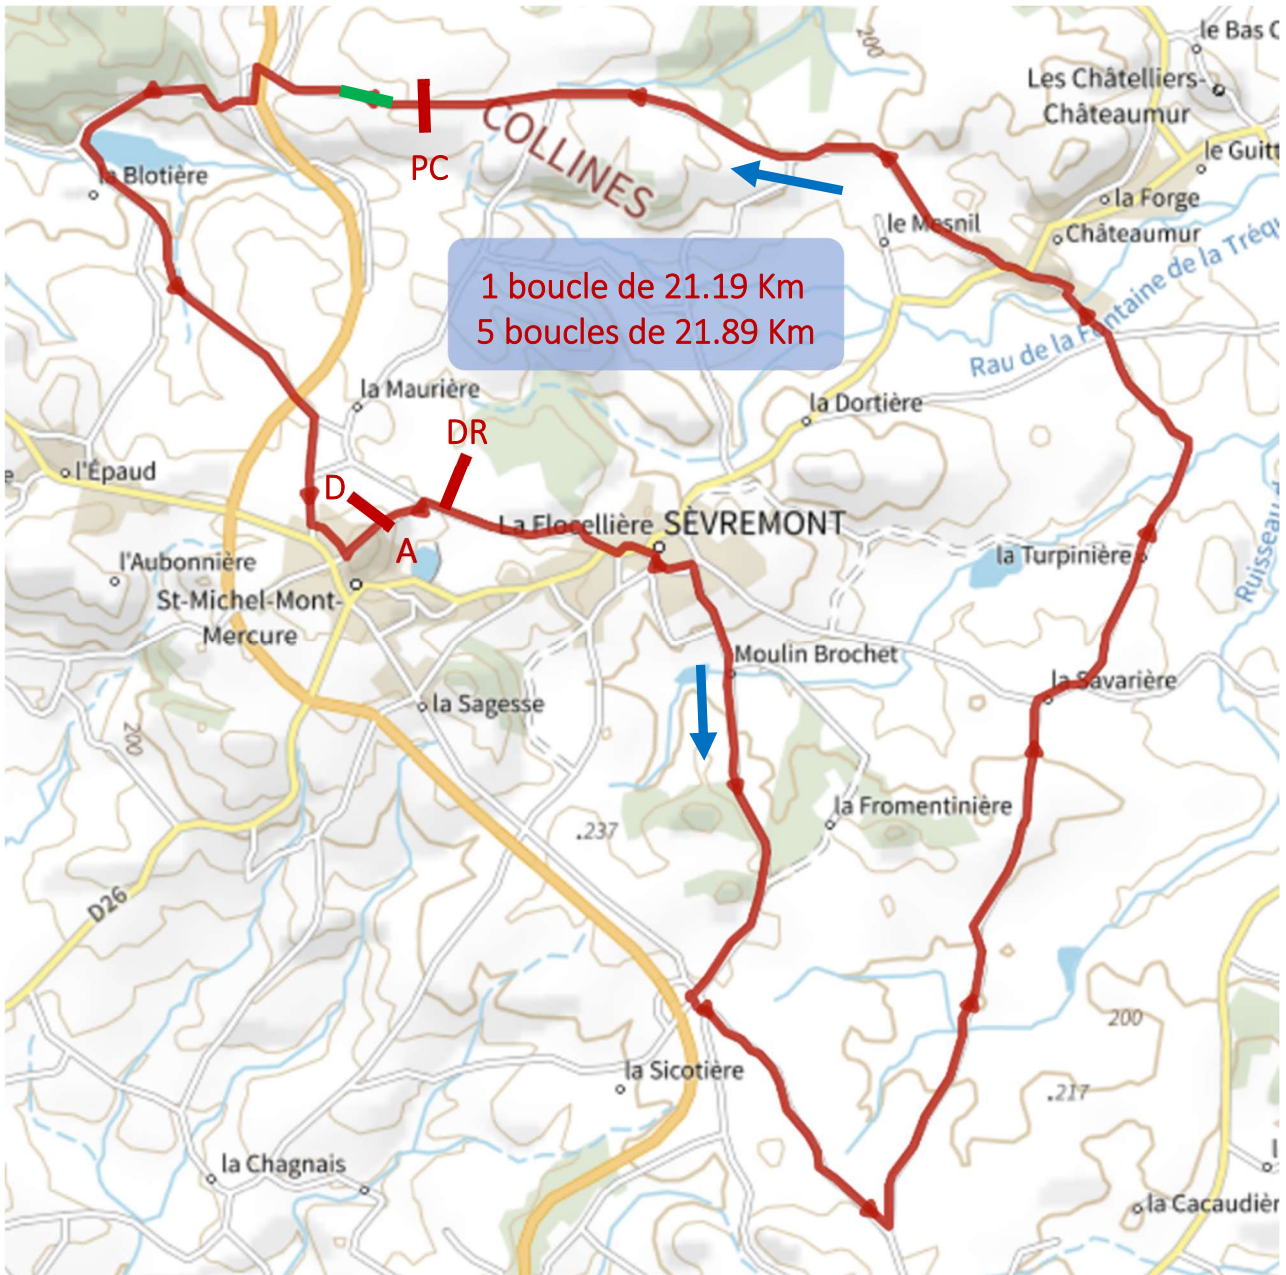 200
le Bas C
Les Châtelliers-
Châteaumur
le Guitt
COLLINES
PC
la Blotière
la Forge
le Mesnil
Châteaumur
Rau de la Fontaine de la Tréqu
1 boucle de 21.19 Km
5 boucles de 21.89 Km
la Maurière
la Dortière
DR
l'Épaud
D
La Flocellière
SÈVREMONT
A
l'Aubonnière
la Turpinière
Ruisseau d
St-Michel-Mont-
Mercure
Moulin Brochet
la Savarière
la Sagesse
200
la Fromentinière
.237
D26
200
la Sicotière
.217
la Chagnais
la Cacaudièr